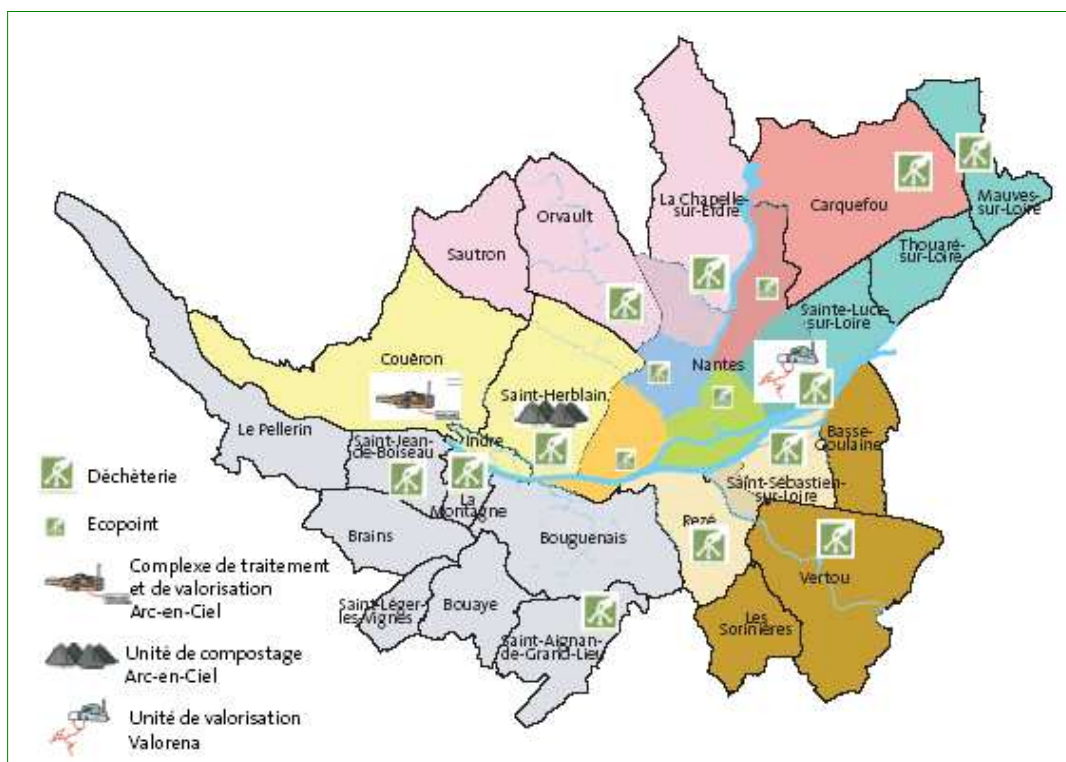 La Chapelle-
sur-Erdre
Carquefou
Mauves-
sur-Loire
Orvault
Sautron
Thouaré-
sur-Loire
Sainte-Luce
sur-Loire
Couëron
Nantes
Saint-Herblain
Le Pellerin
Saint-Jean-
de-Boiseau
Indre
Basse-
Goulaine
La
Montagne
Saint-Sébastien-
sur-Loire
Brains
Bouguenais
Rezé
Vertou
Saint-Léger-
les-Vignes
Bouaye
Les
Sorinières
Saint-Aignan-
de-Grand-Lieu
Déchèterie
Ecopoint
Complexe de traitement
et de valorisation
Arc-en-Ciel
Unité de compostage
Arc-en-Ciel
Unité de valorisation
Valorena